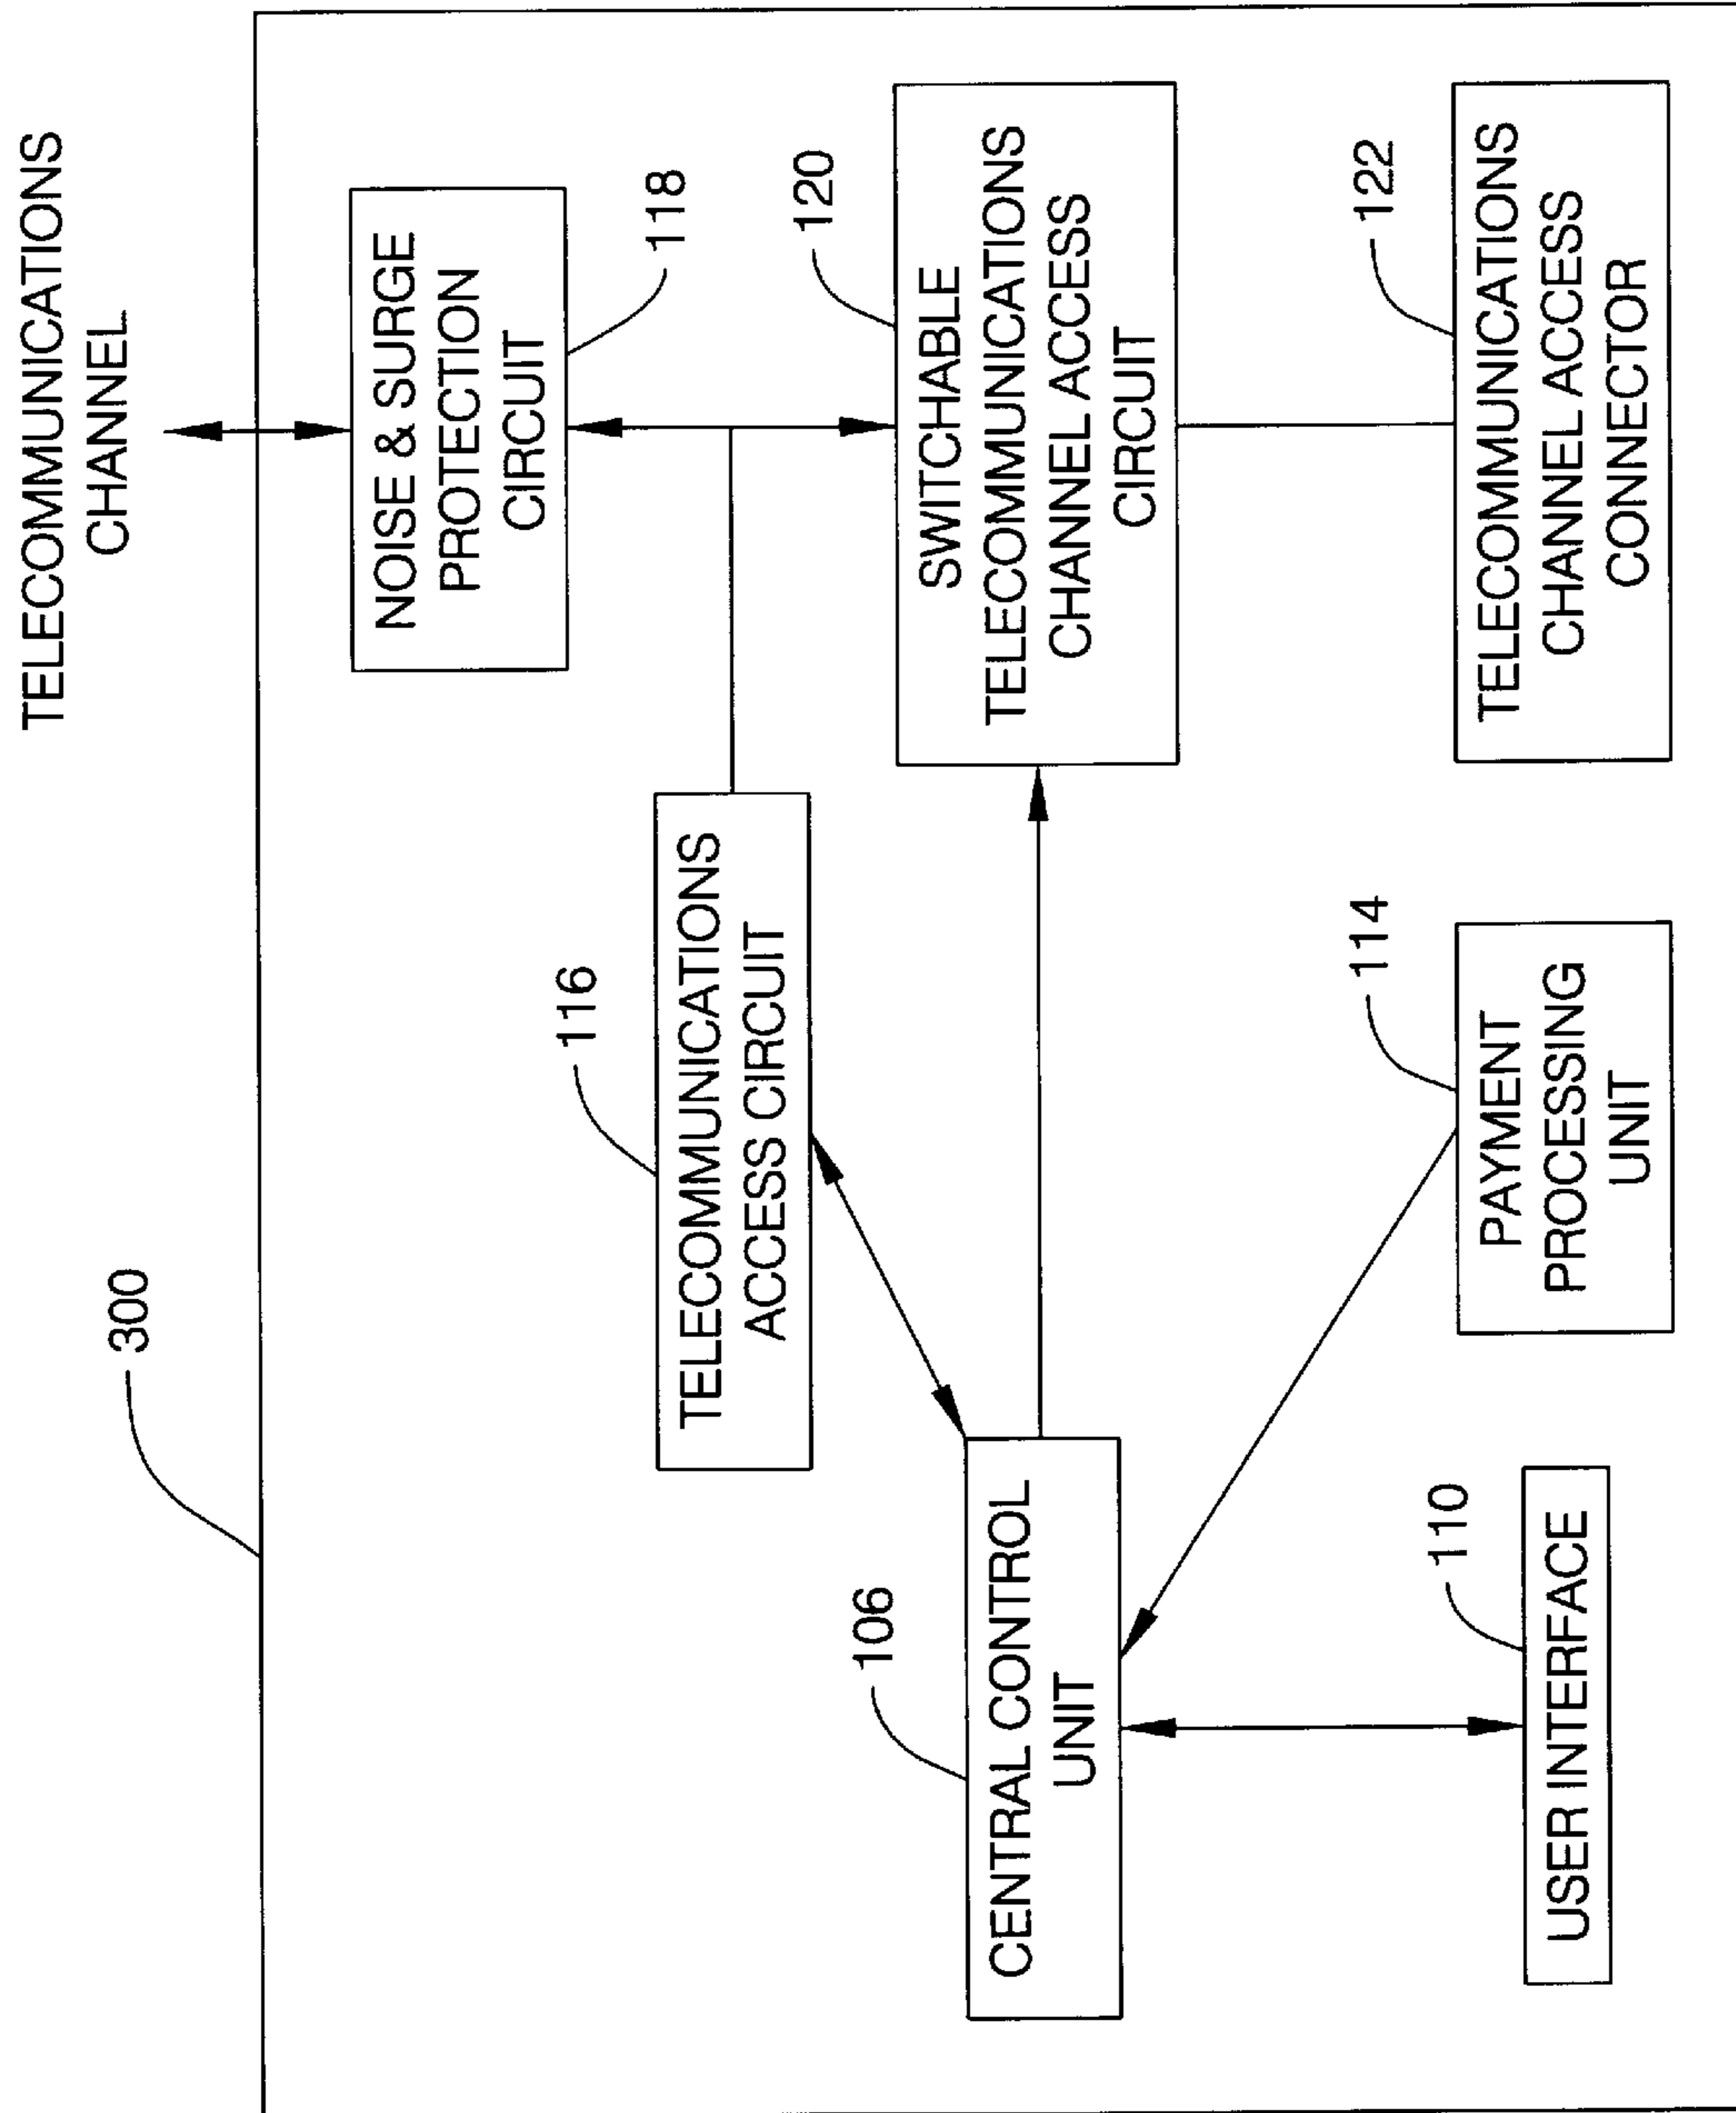 TELECOMMUNICATIONS
CHANNEL
300
NOISE & SURGE
PROTECTION
CIRCUIT
118
116
TELECOMMUNICATIONS
ACCESS CIRCUIT
120
SWITCHABLE
TELECOMMUNICATIONS
CHANNEL ACCESS
CIRCUIT
106
CENTRAL CONTROL
UNIT
122
TELECOMMUNICATIONS
CHANNEL ACCESS
CONNECTOR
114
PAYMENT
PROCESSING
UNIT
110
USER INTERFACE